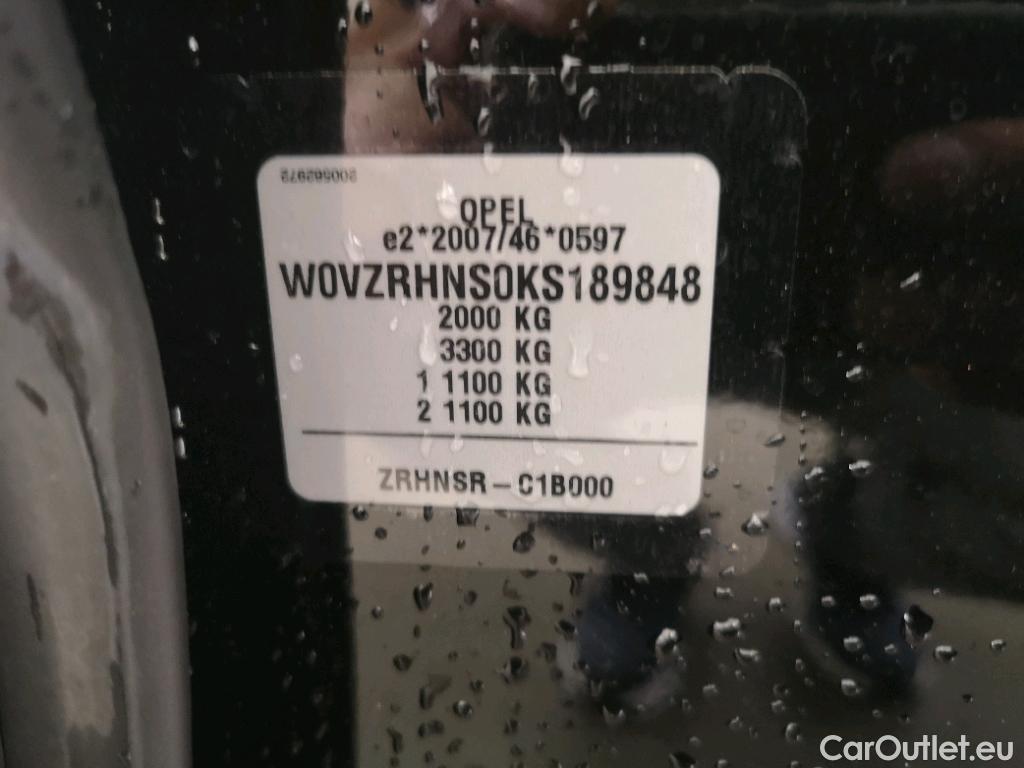 200562972
OPEL
e2*2007/46*0597
W0VZRHNS0KS189848
2000 KG
3300 KG
1 1100 KG
2 1100 KG
ZRHNSR – C1B000
CarOutlet.eu